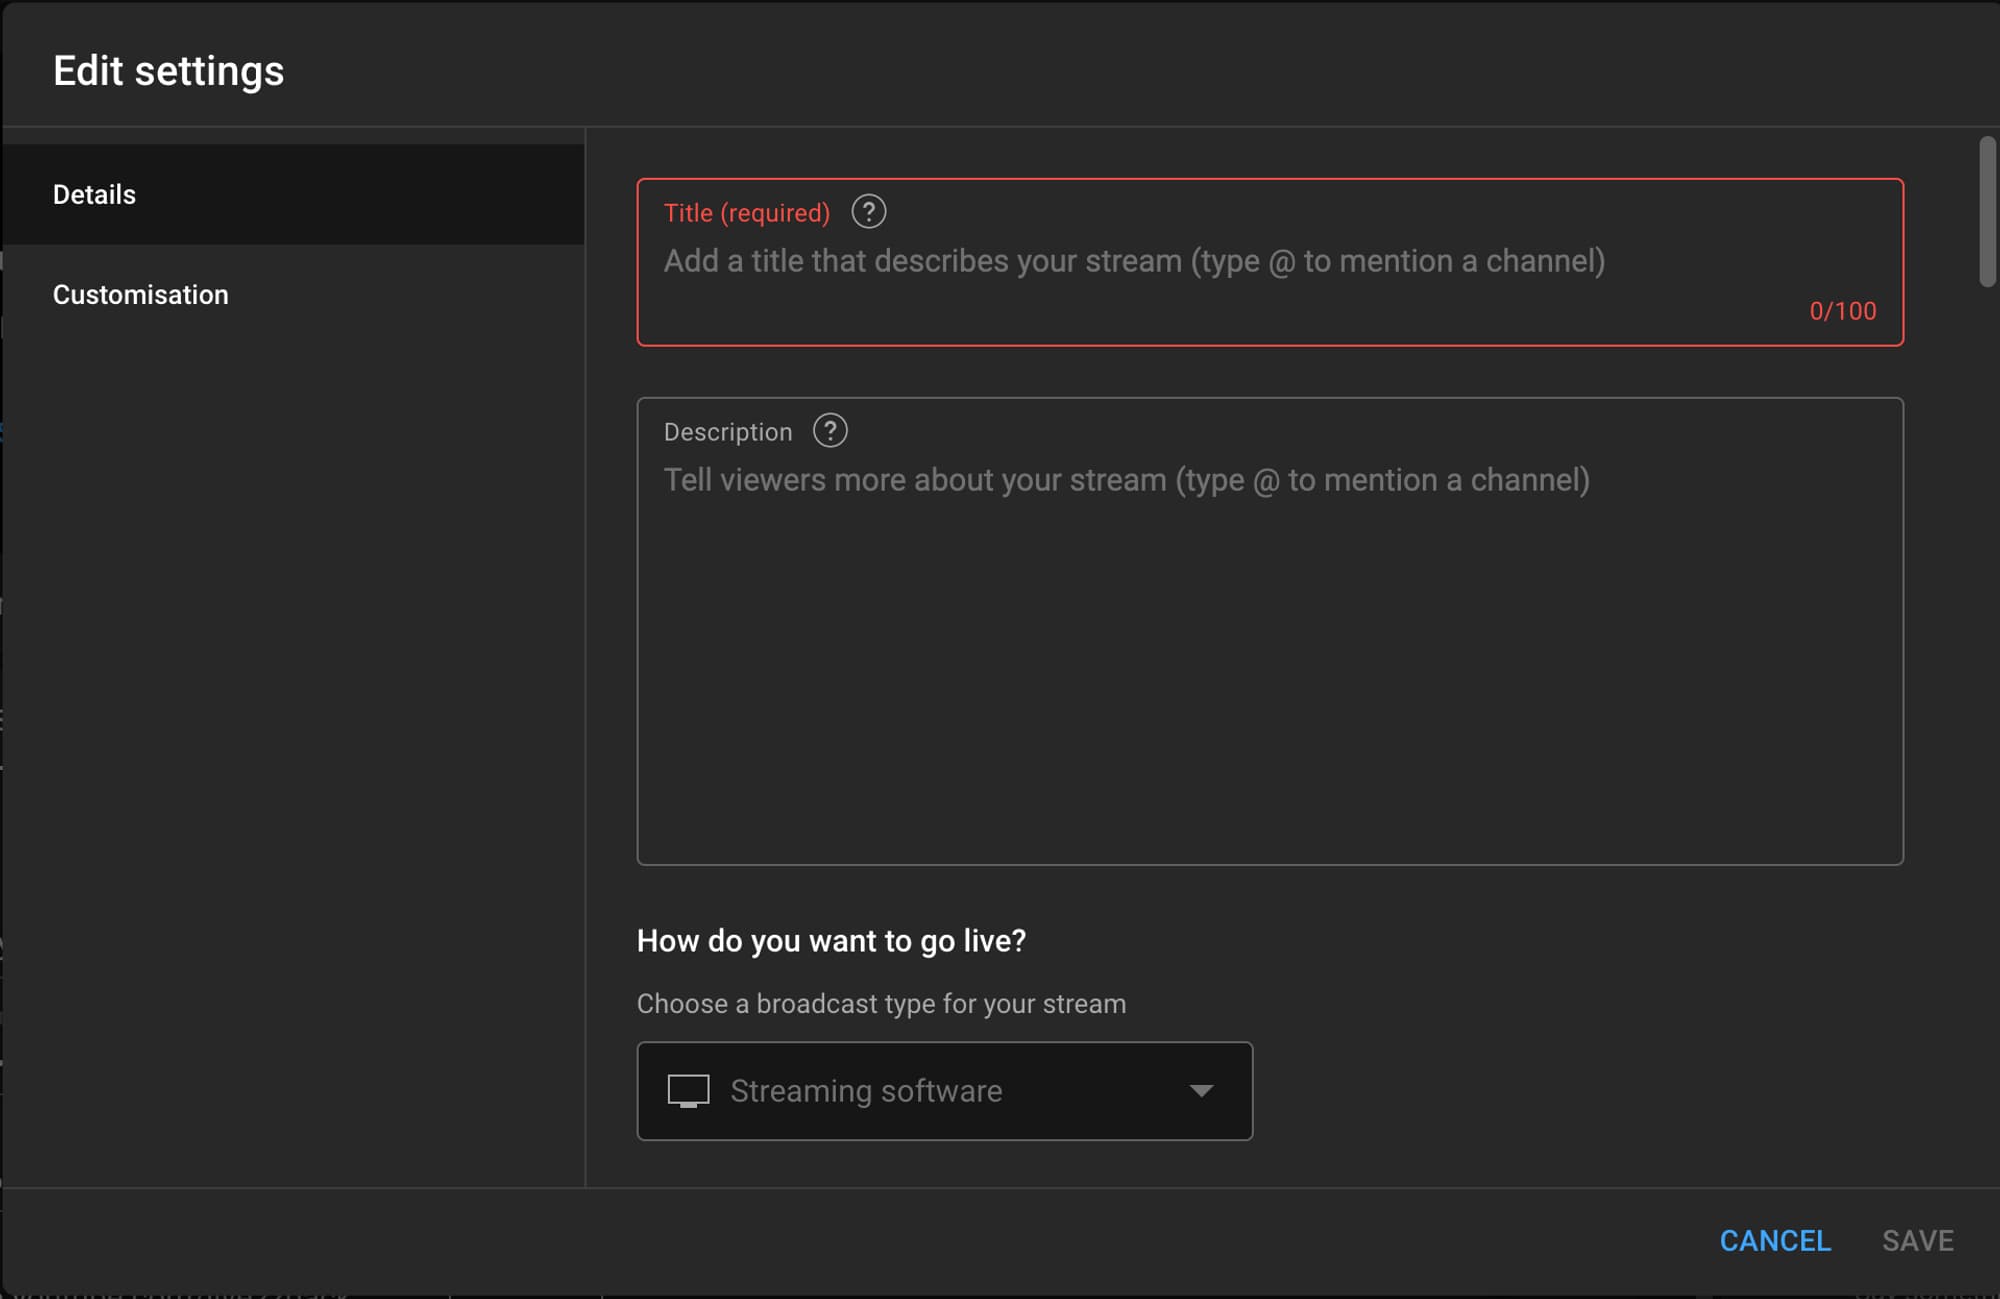 Edit settings
Details
Customisation
Title (required) ?
Add a title that describes your stream (type @ to mention a channel)
0/100
Description ?
Tell viewers more about your stream (type @ to mention a channel)
How do you want to go live?
Choose a broadcast type for your stream
Streaming software
CANCEL SAVE